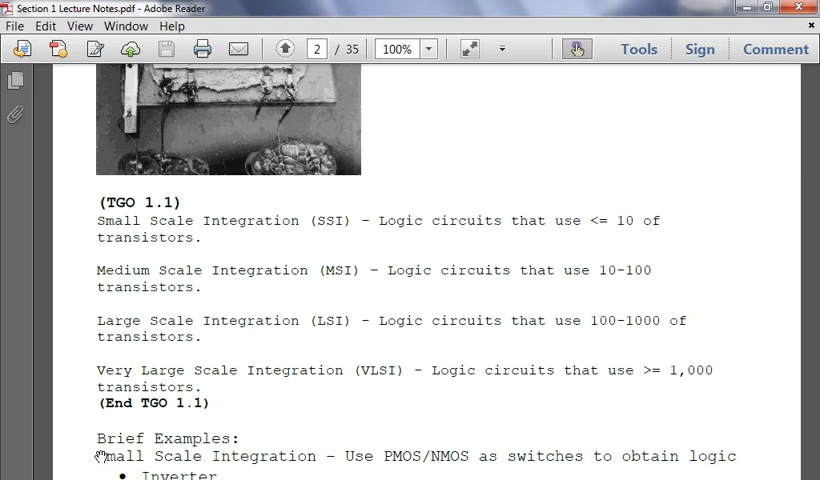 Section 1 Lecture Notes.pdf - Adobe Reader
File Edit View Window Help
2 / 35 100% Tools Sign Comment
(TGO 1.1)
Small Scale Integration (SSI) - Logic circuits that use <= 10 of
transistors.
Medium Scale Integration (MSI) - Logic circuits that use 10-100
transistors.
Large Scale Integration (LSI) - Logic circuits that use 100-1000 of
transistors.
Very Large Scale Integration (VLSI) - Logic circuits that use >= 1,000
transistors.
(End TGO 1.1)
Brief Examples:
Small Scale Integration - Use PMOS/NMOS as switches to obtain logic
• Inverter